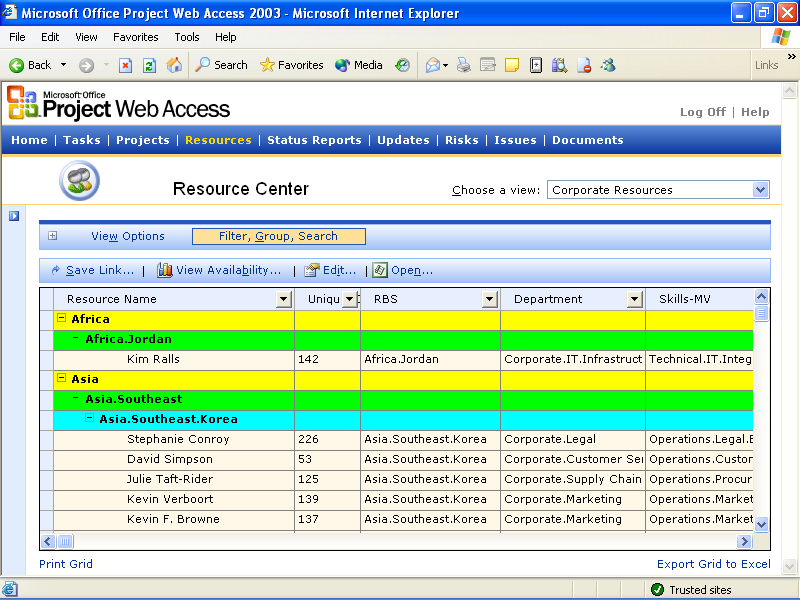 Microsoft Office Project Web Access 2003 - Microsoft Internet Explorer
File Edit View Favorites Tools Help
Back Search Favorites Media Links »
Microsoft Office
Project Web Access
Log Off | Help
Home | Tasks | Projects | Resources | Status Reports | Updates | Risks | Issues | Documents
Resource Center
Choose a view: Corporate Resources
View Options Filter, Group, Search
Save Link... | View Availability... | Edit... | Open...
Resource Name Uniqu RBS Department Skills-MV
Africa
Africa.Jordan
Kim Ralls 142 Africa.Jordan Corporate.IT.Infrastruct Technical.IT.Integ
Asia
Asia.Southeast
Asia.Southeast.Korea
Stephanie Conroy 226 Asia.Southeast.Korea Corporate.Legal Operations.Legal.E
David Simpson 53 Asia.Southeast.Korea Corporate.Customer Ser Operations.Custon
Julie Taft-Rider 125 Asia.Southeast.Korea Corporate.Supply Chain Operations.Procur
Kevin Verboort 139 Asia.Southeast.Korea Corporate.Marketing Operations.Market
Kevin F. Browne 137 Asia.Southeast.Korea Corporate.Marketing Operations.Market
Print Grid Export Grid to Excel
Trusted sites